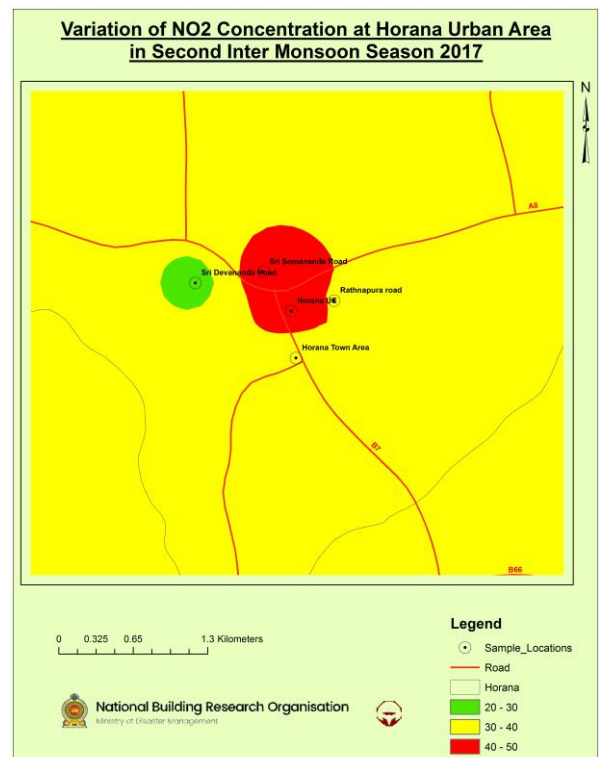 Variation of NO2 Concentration at Horana Urban Area
in Second Inter Monsoon Season 2017
N
A8
Sri Somananda Road
Sri Devananda Road
Rathnapura road
Horana UC
Horana Town Area
B7
B66
0 0.325 0.65 1.3 Kilometers
Legend
Sample_Locations
Road
Horana
20 - 30
30 - 40
40 - 50
National Building Research Organisation
Ministry of Disaster Management